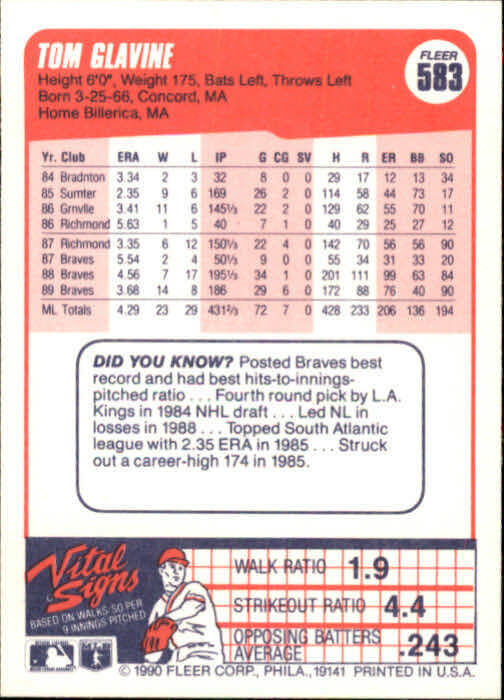 TOM GLAVINE
FLEER
583
Height 6'0", Weight 175, Bats Left, Throws Left
Born 3-25-66, Concord, MA
Home Billerica, MA
Yr. Club ERA W L IP G CG SV H R ER BB SO
84 Bradnton 3.34 2 3 32 8 0 0 29 17 12 13 34
85 Sumter 2.35 9 6 169 26 2 0 114 58 44 73 174
86 Grnvlle 3.41 11 6 145 1/3 22 2 0 129 62 55 70 114
86 Richmond 5.63 1 5 40 7 1 0 40 29 25 27 12
87 Richmond 3.35 6 12 150 1/3 22 4 0 142 70 56 56 90
87 Braves 5.54 2 4 50 1/3 9 0 0 55 34 31 33 20
88 Braves 4.56 7 17 195 1/3 34 1 0 201 111 99 63 84
89 Braves 3.68 14 8 186 29 6 0 172 88 76 40 90
ML Totals 4.29 23 29 431 2/3 72 7 0 428 233 206 136 194
DID YOU KNOW? Posted Braves best
record and had best hits-to-innings-
pitched ratio . . . Fourth round pick by L.A.
Kings in 1984 NHL draft . . . Led NL in
losses in 1988 . . . Topped South Atlantic
league with 2.35 ERA in 1985 . . . Struck
out a career-high 174 in 1985.
Vital
Signs
BASED ON WALKS/SO PER
9 INNINGS PITCHED
WALK RATIO 1.9
STRIKEOUT RATIO 4.4
OPPOSING BATTERS
AVERAGE .243
© 1990 FLEER CORP., PHILA., 19141 PRINTED IN U.S.A.